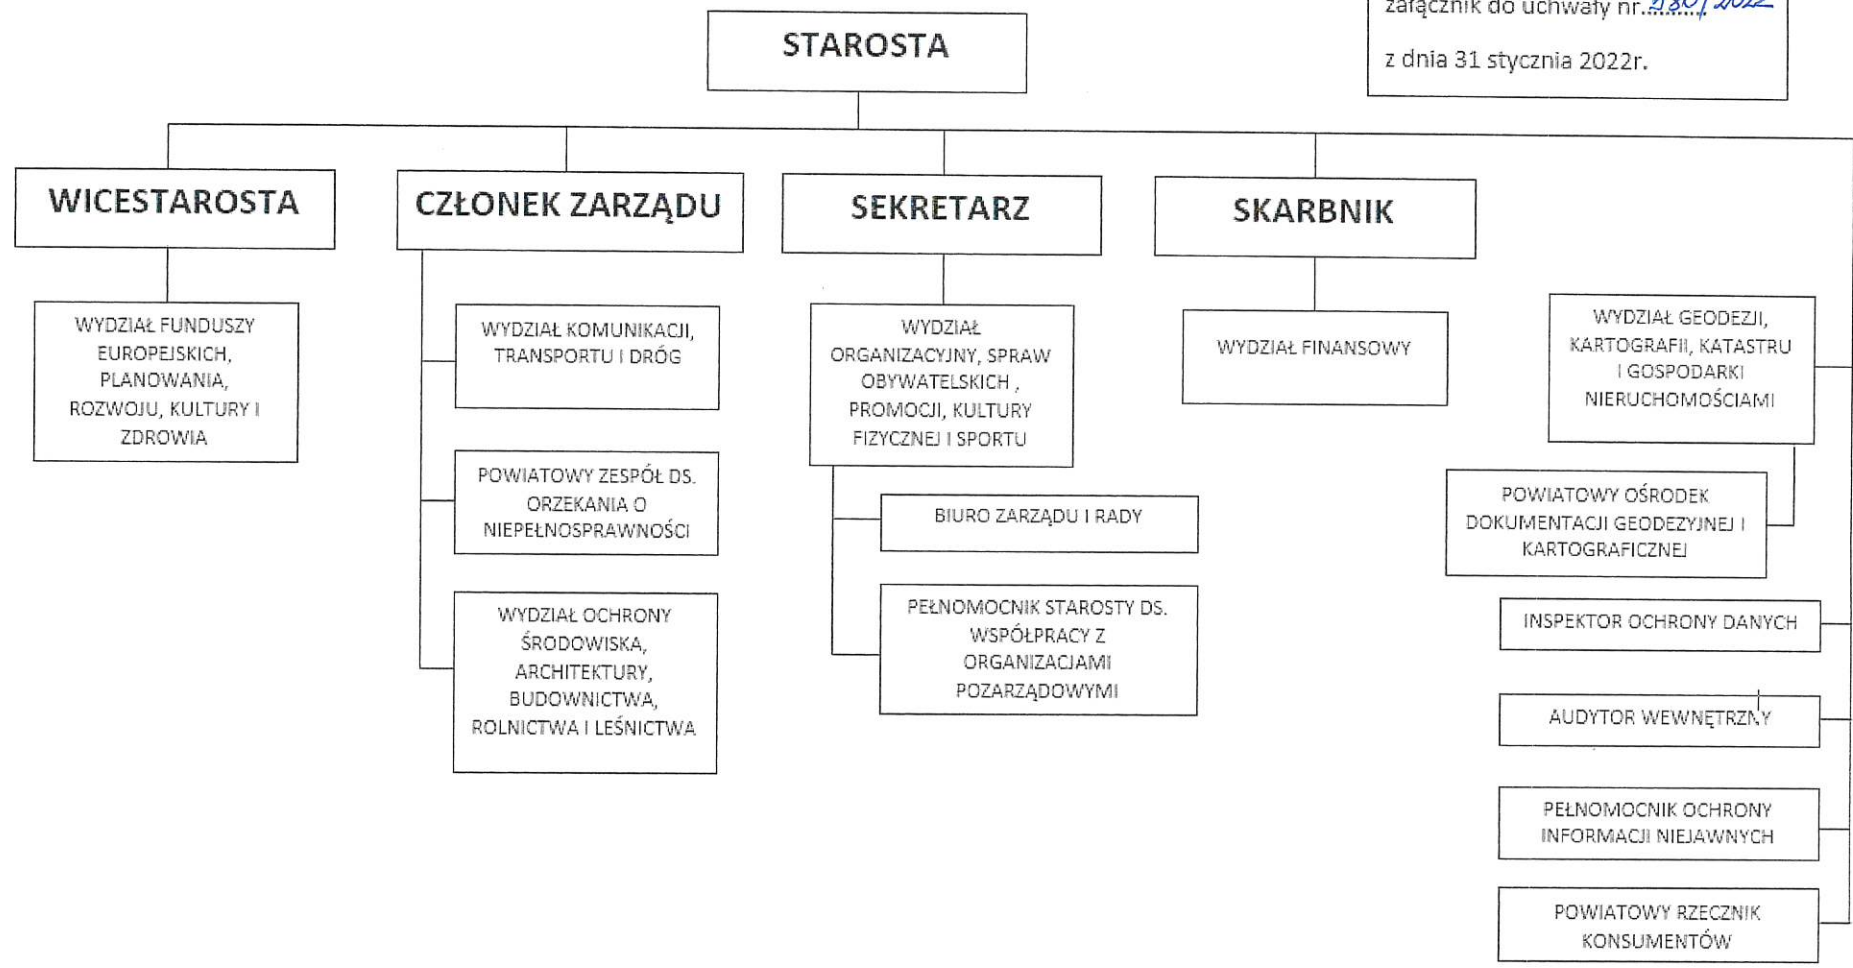 STAROSTA
załącznik do uchwały nr........../2022
z dnia 31 stycznia 2022r.
WICESTAROSTA
CZŁONEK ZARZĄDU
SEKRETARZ
SKARBNIK
WYDZIAŁ FUNDUSZY
EUROPEJSKICH,
PLANOWANIA,
ROZWOJU, KULTURY I
ZDROWIA
WYDZIAŁ KOMUNIKACJI,
TRANSPORTU I DRÓG
POWIATOWY ZESPÓŁ DS.
ORZEKANIA O
NIEPEŁNOSPRAWNOŚCI
WYDZIAŁ OCHRONY
ŚRODOWISKA,
ARCHITEKTURY,
BUDOWNICTWA,
ROLNICTWA I LEŚNICTWA
WYDZIAŁ
ORGANIZACYJNY, SPRAW
OBYWATELSKICH ,
PROMOCJI, KULTURY
FIZYCZNEJ I SPORTU
BIURO ZARZĄDU I RADY
PEŁNOMOCNIK STAROSTY DS.
WSPÓŁPRACY Z
ORGANIZACJAMI
POZARZĄDOWYMI
WYDZIAŁ FINANSOWY
WYDZIAŁ GEODEZJI,
KARTOGRAFII, KATASTRU
I GOSPODARKI
NIERUCHOMOŚCIAMI
POWIATOWY OŚRODEK
DOKUMENTACJI GEODEZYJNEJ I
KARTOGRAFICZNEJ
INSPEKTOR OCHRONY DANYCH
AUDYTOR WEWNĘTRZNY
PEŁNOMOCNIK OCHRONY
INFORMACJI NIEJAWNYCH
POWIATOWY RZECZNIK
KONSUMENTÓW